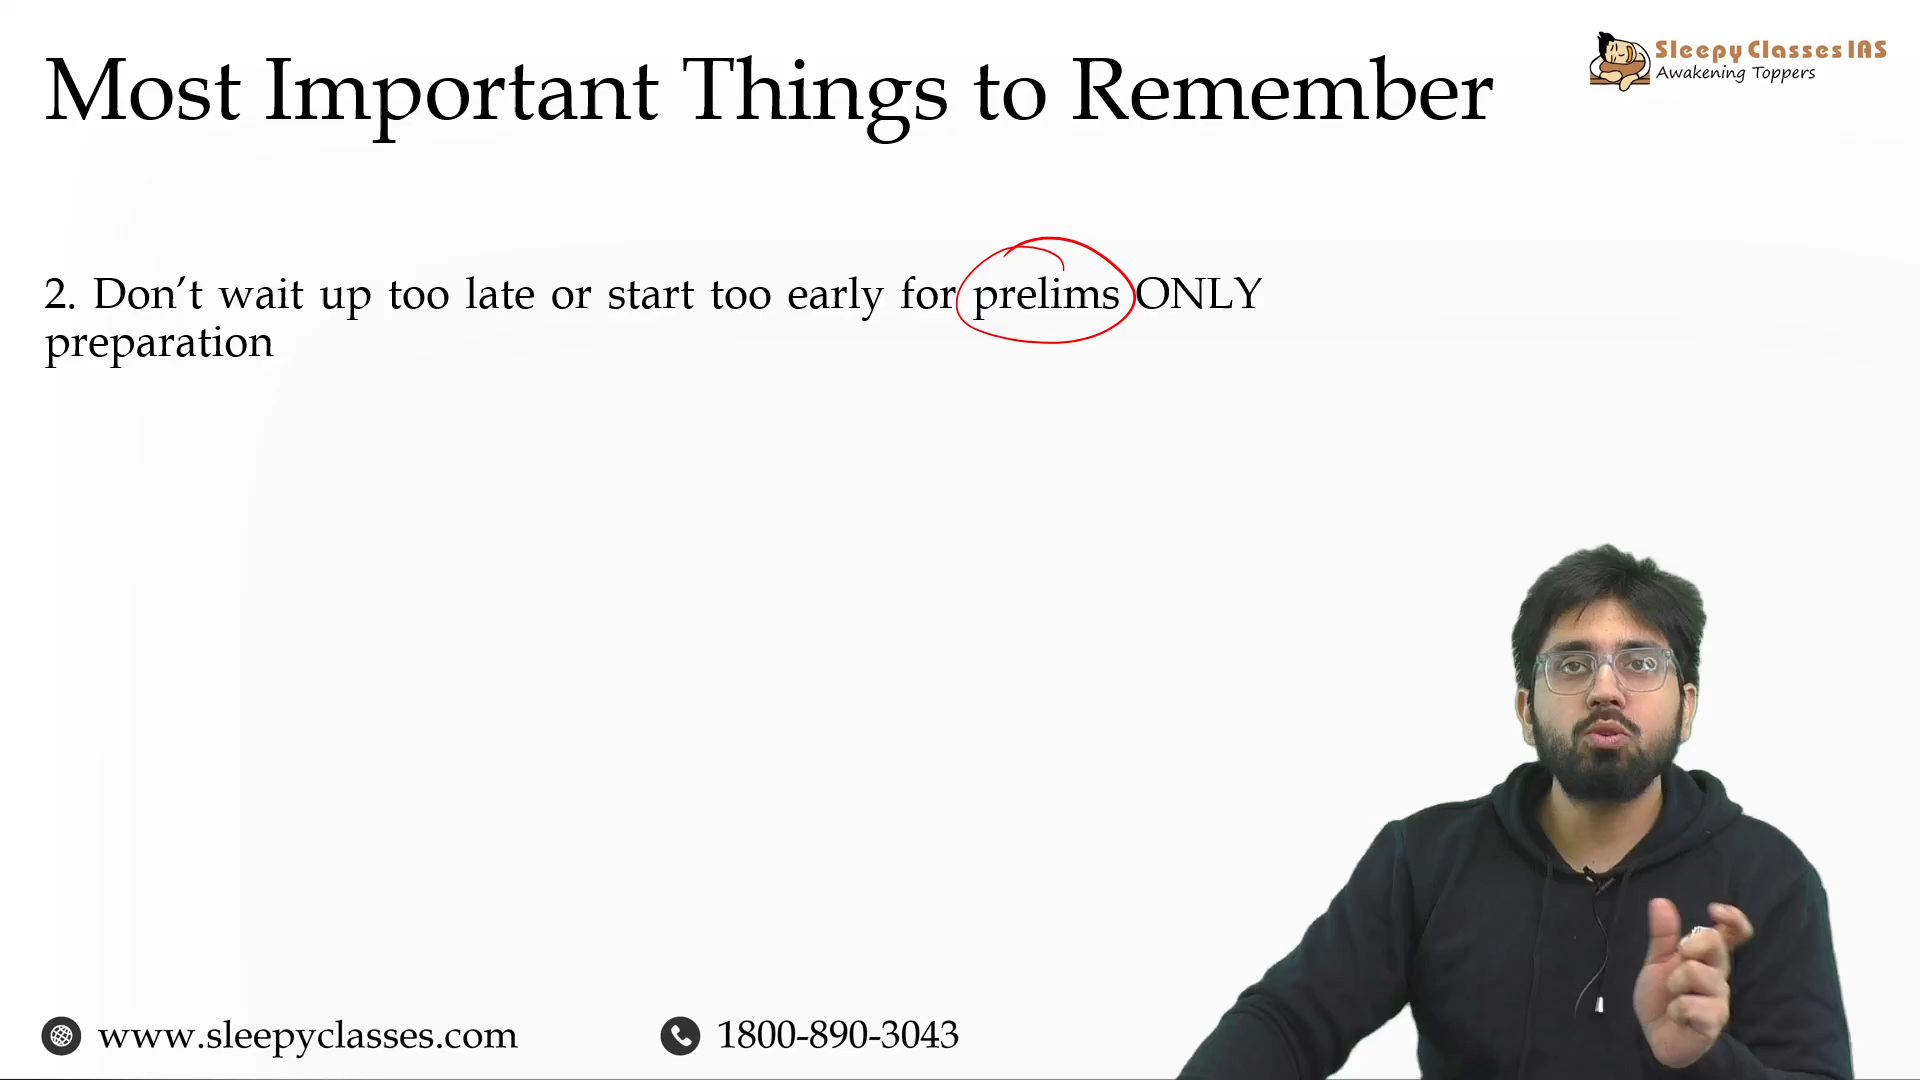 Most Important Things to Remember
Sleepy Classes IAS
Awakening Toppers
2. Don’t wait up too late or start too early for prelims ONLY
preparation
www.sleepyclasses.com
1800-890-3043